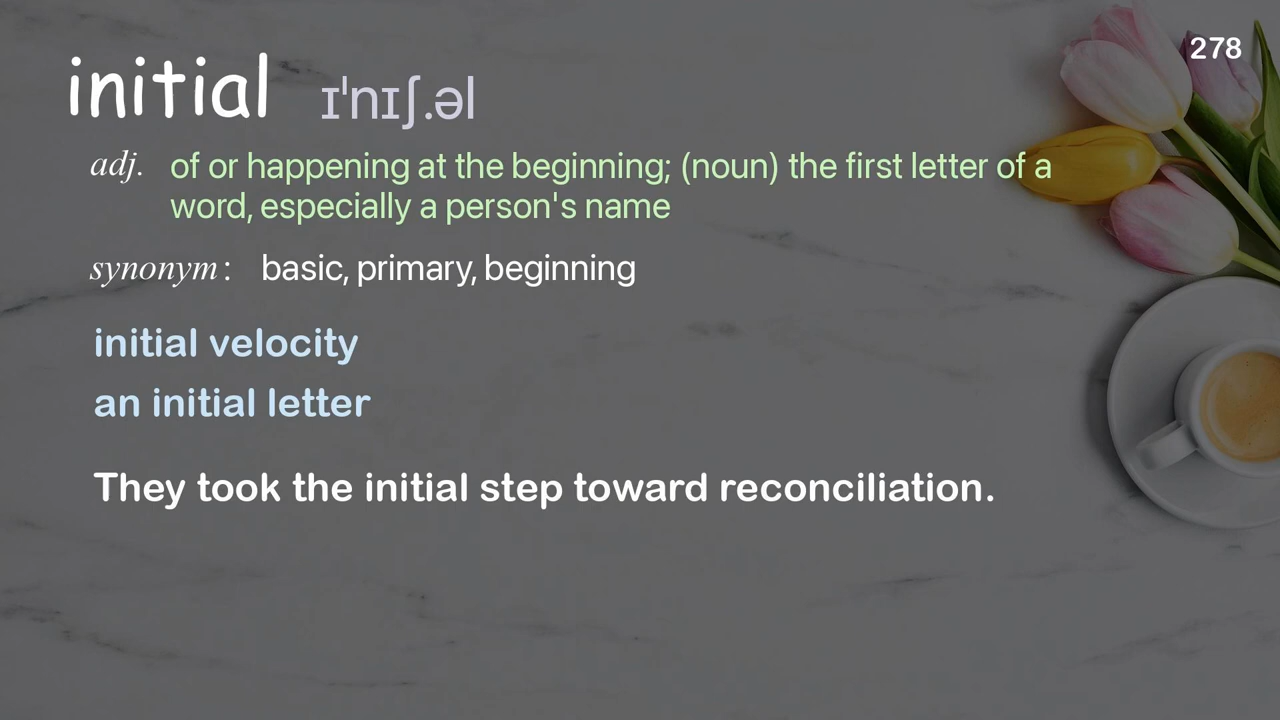 278
initial ɪˈnɪʃ.əl
adj. of or happening at the beginning; (noun) the first letter of a
word, especially a person's name
synonym: basic, primary, beginning
initial velocity
an initial letter
They took the initial step toward reconciliation.